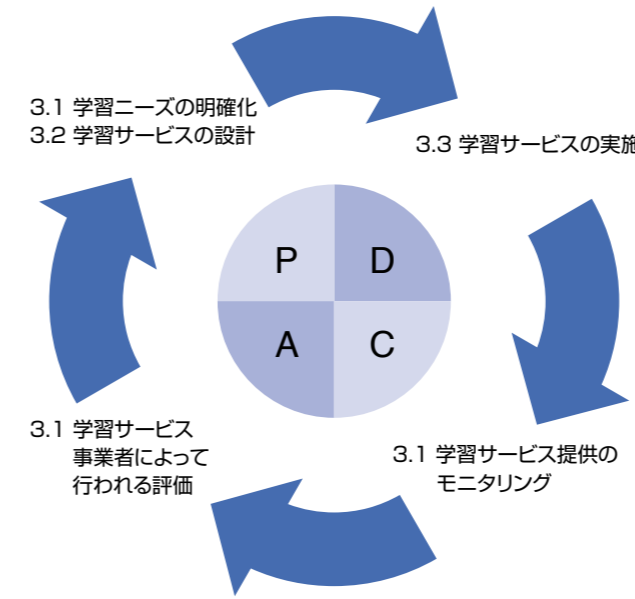 3.1 学習ニーズの明確化
3.2 学習サービスの設計
3.3 学習サービスの実施
P
D
A
C
3.1 学習サービス
事業者によって
行われる評価
3.1 学習サービス提供の
モニタリング